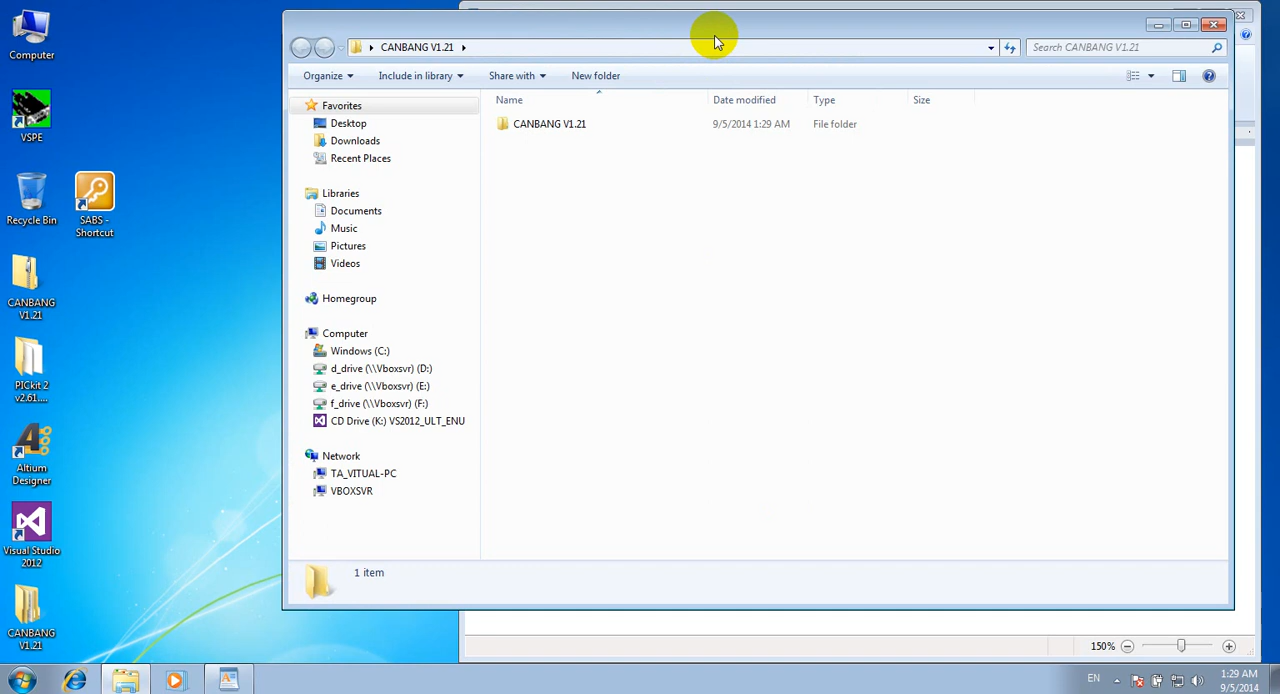 Computer
VSPE
Recycle Bin
SABS -
Shortcut
CANBANG
V1.21
PICkit 2
v2.61....
Altium
Designer
Visual Studio
2012
CANBANG
V1.21
CANBANG V1.21
Search CANBANG V1.21
Organize
Include in library
Share with
New folder
Name
Date modified
Type
Size
CANBANG V1.21
9/5/2014 1:29 AM
File folder
Favorites
Desktop
Downloads
Recent Places
Libraries
Documents
Music
Pictures
Videos
Homegroup
Computer
Windows (C:)
d_drive (\\Vboxsvr) (D:)
e_drive (\\Vboxsvr) (E:)
f_drive (\\Vboxsvr) (F:)
CD Drive (K:) VS2012_ULT_ENU
Network
TA_VITUAL-PC
VBOXSVR
1 item
150%
EN
1:29 AM
9/5/2014